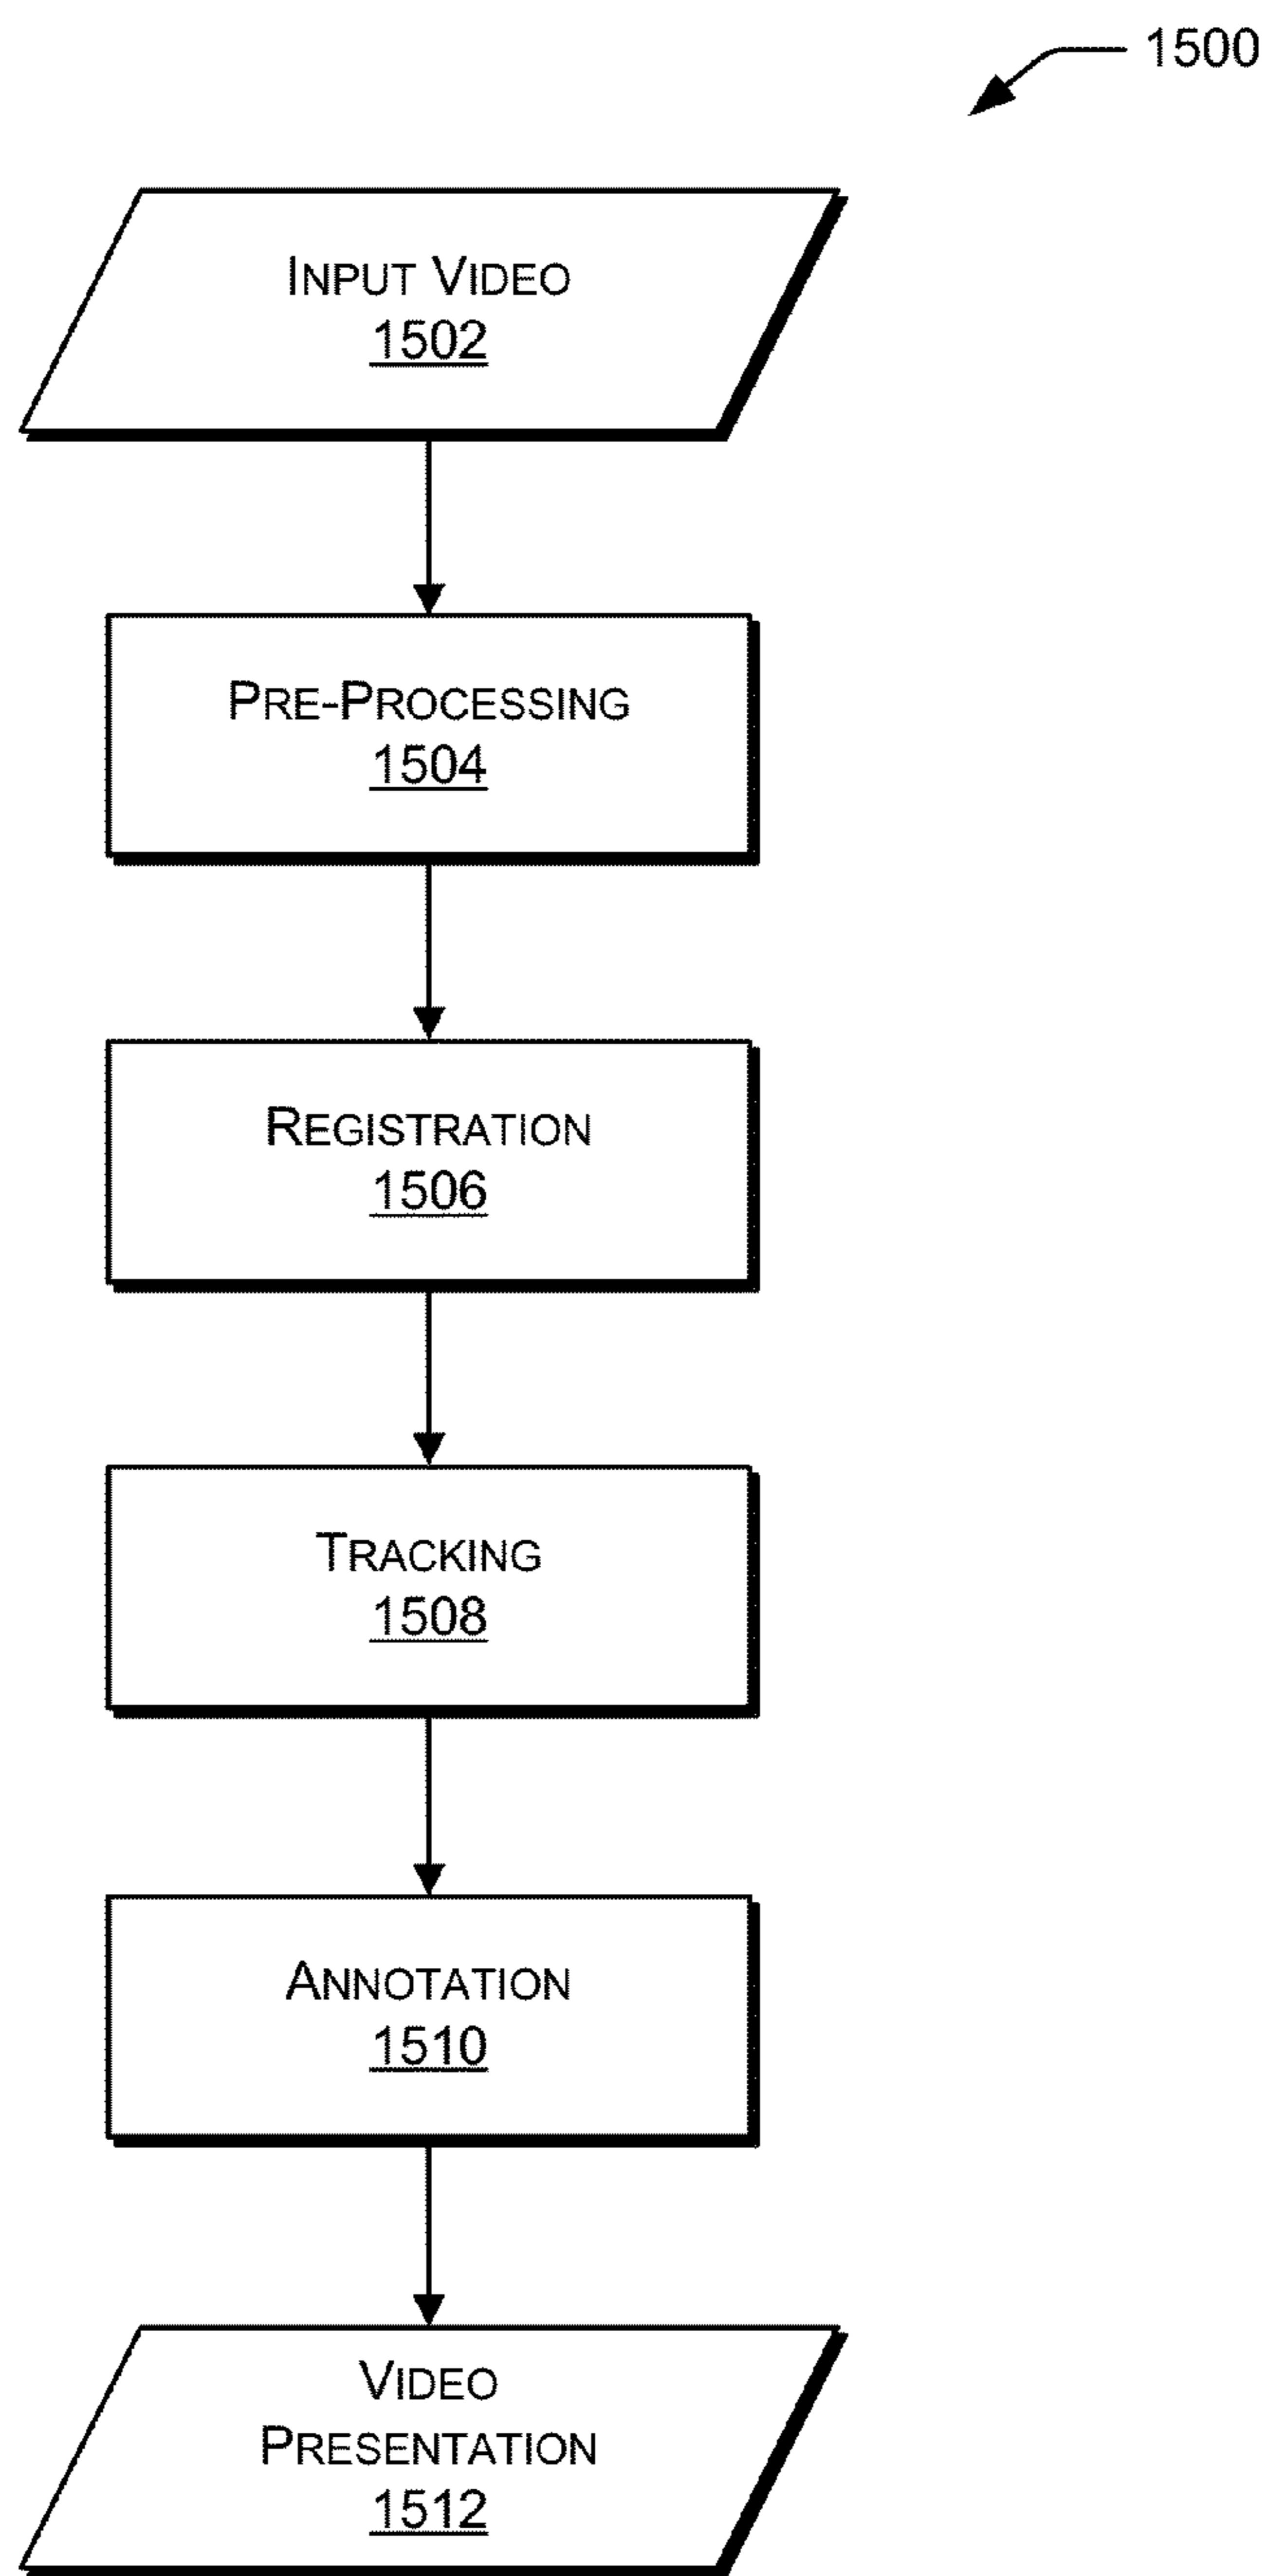 1500
INPUT VIDEO
1502
PRE-PROCESSING
1504
REGISTRATION
1506
TRACKING
1508
ANNOTATION
1510
VIDEO
PRESENTATION
1512